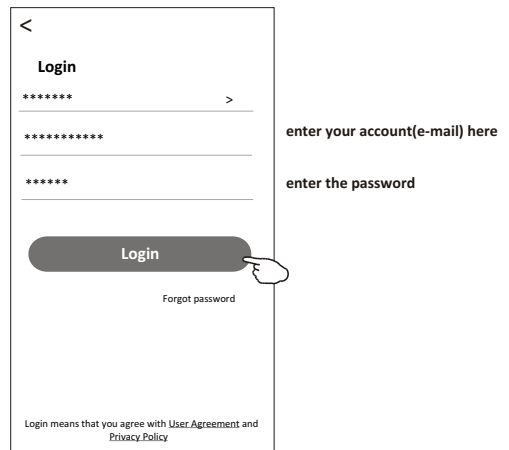 <
Login
******* >
***********
enter your account(e-mail) here
******
enter the password
Login
Forgot password
Login means that you agree with User Agreement and
Privacy Policy